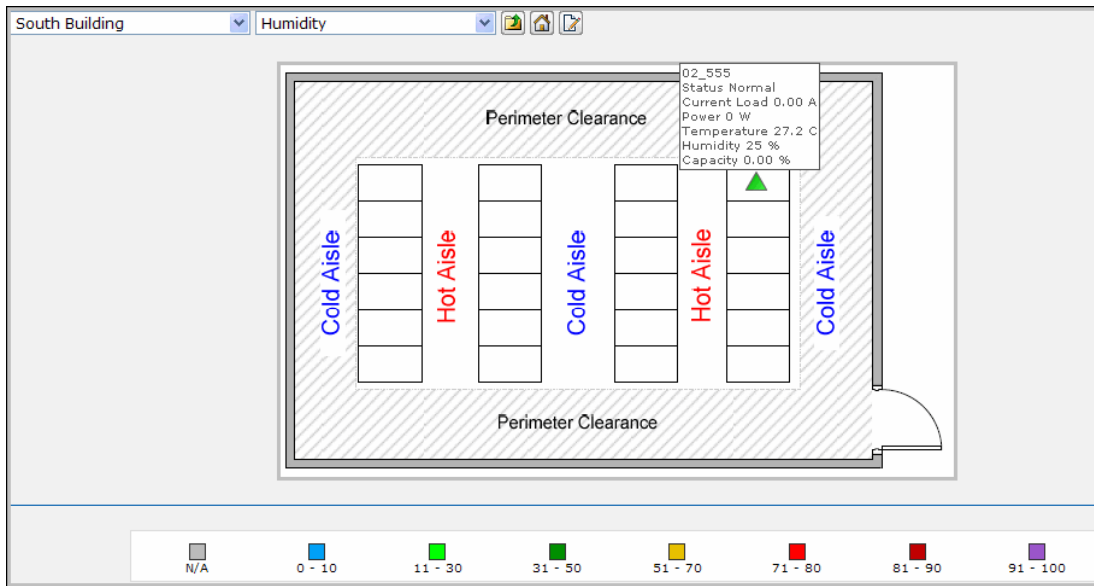 South Building
Humidity
02_555
Status Normal
Current Load 0.00 A
Power 0 W
Temperature 27.2 C
Humidity 25 %
Capacity 0.00 %
Perimeter Clearance
Cold Aisle
Hot Aisle
Cold Aisle
Hot Aisle
Cold Aisle
Perimeter Clearance
N/A
0 - 10
11 - 30
31 - 50
51 - 70
71 - 80
81 - 90
91 - 100